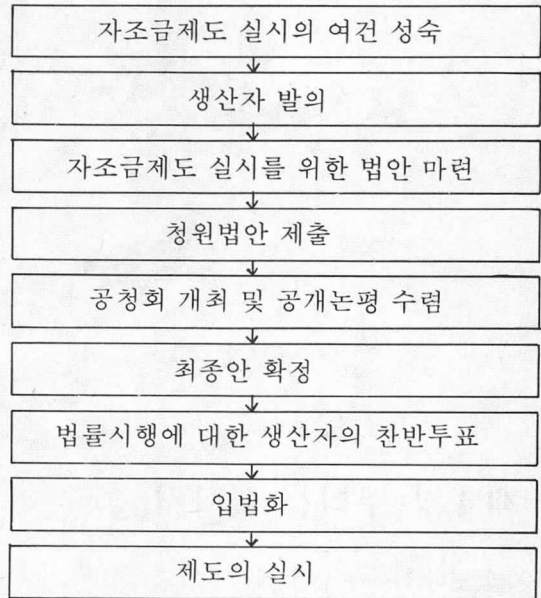 자조금제도 실시의 여건 성숙
생산자 발의
자조금제도 실시를 위한 법안 마련
청원법안 제출
공청회 개최 및 공개논평 수렴
최종안 확정
법률시행에 대한 생산자의 찬반투표
입법화
제도의 실시